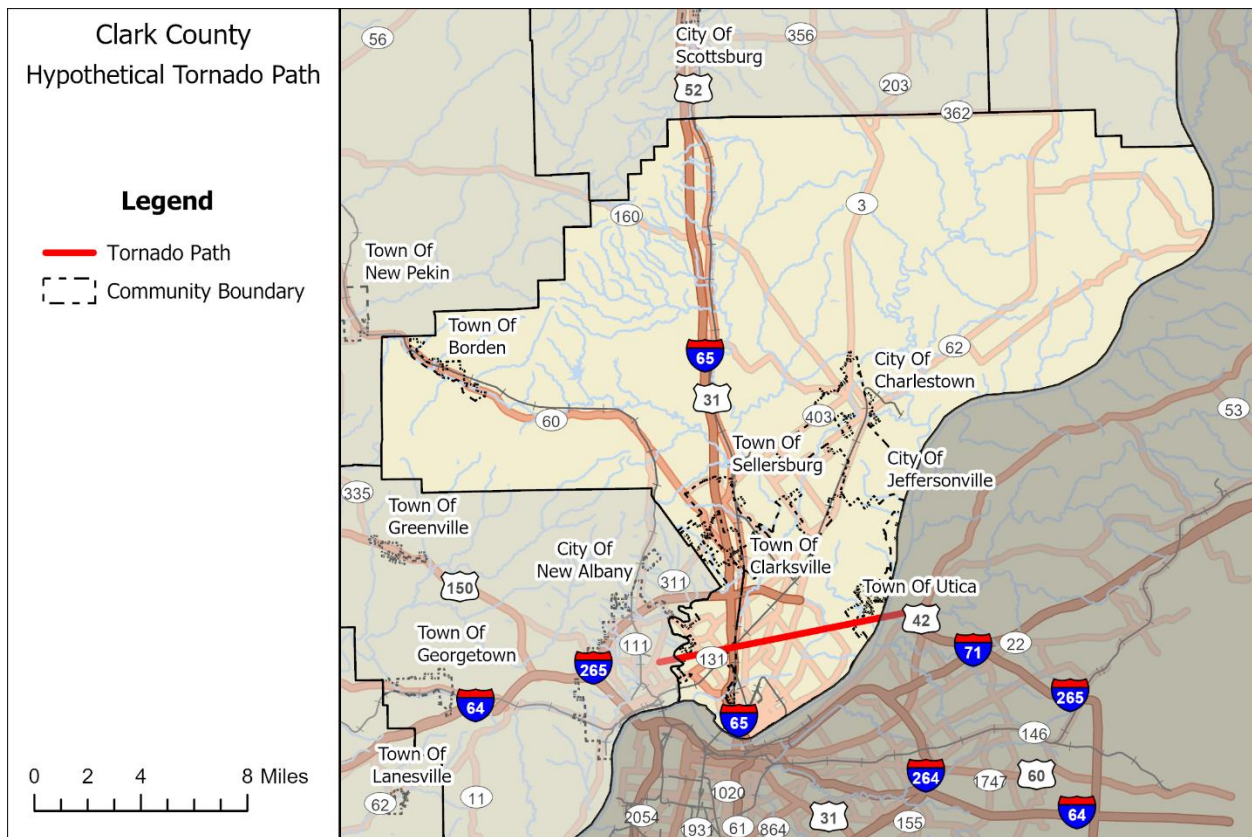 Clark County
Hypothetical Tornado Path
Legend
Tornado Path
Community Boundary
0 2 4 8 Miles
56
City Of
Scottsburg
356
52
203
362
160
3
Town Of
New Pekin
Town Of
Borden
65
62
City Of
Charlestown
31
403
53
60
Town Of
Sellersburg
City Of
Jeffersonville
335
Town Of
Greenville
City Of
New Albany
Town Of
Clarksville
150
311
Town Of Utica
42
Town Of
Georgetown
111
131
71
22
265
265
64
65
146
Town Of
Lanesville
264
1747
60
62
11
1020
2054
1931
61
864
31
155
64